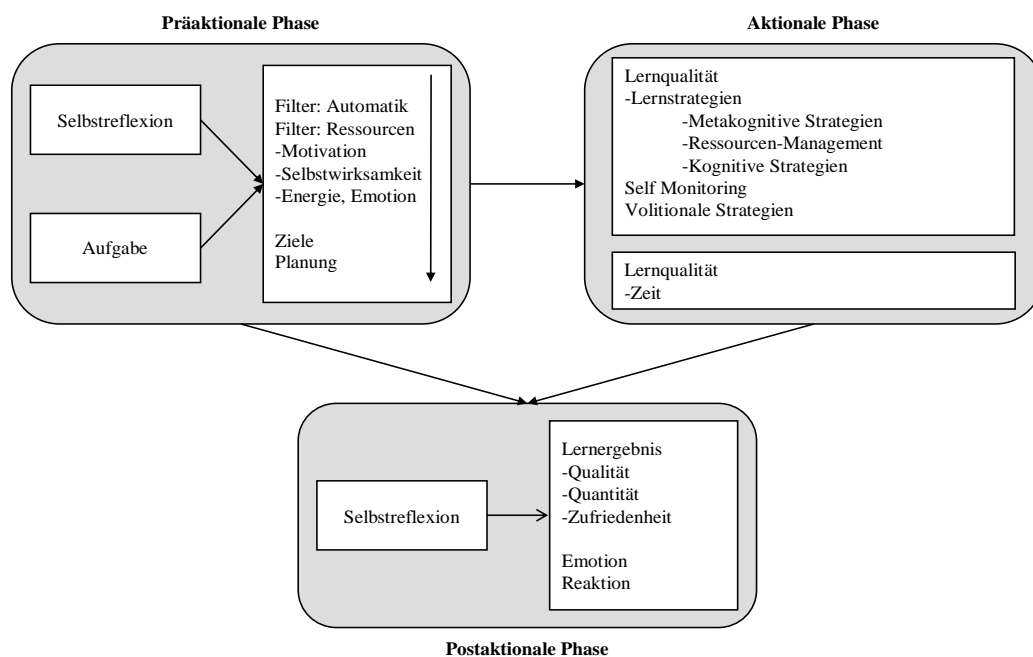 Präaktionale Phase
Selbstreflexion
Aufgabe
Filter: Automatik
Filter: Ressourcen
-Motivation
-Selbstwirksamkeit
-Energie, Emotion
Ziele
Planung
Aktionale Phase
Lernqualität
-Lernstrategien
-Metakognitive Strategien
-Ressourcen-Management
-Kognitive Strategien
Self Monitoring
Volitionale Strategien
Lernqualität
-Zeit
Selbstreflexion
Lernergebnis
-Qualität
-Quantität
-Zufriedenheit
Emotion
Reaktion
Postaktionale Phase